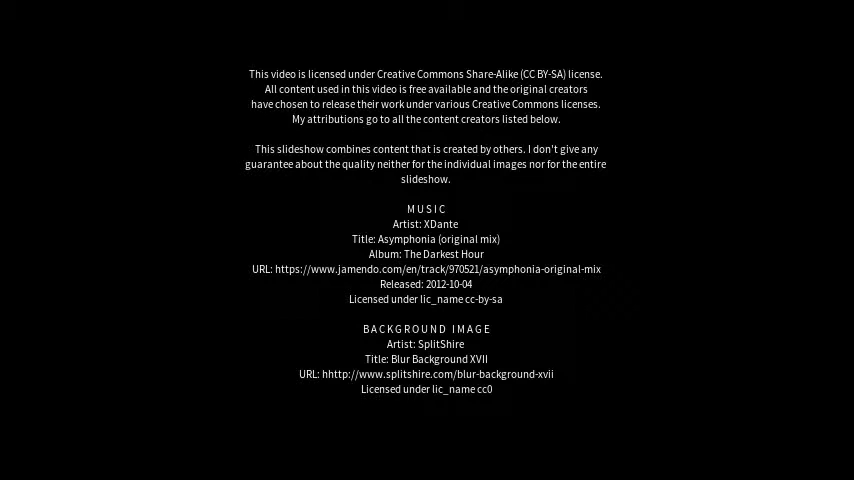 This video is licensed under Creative Commons Share-Alike (CC BY-SA) license.
All content used in this video is free available and the original creators
have chosen to release their work under various Creative Commons licenses.
My attributions go to all the content creators listed below.
This slideshow combines content that is created by others. I don't give any
guarantee about the quality neither for the individual images nor for the entire
slideshow.
MUSIC
Artist: XDante
Title: Asymphonia (original mix)
Album: The Darkest Hour
URL: https://www.jamendo.com/en/track/970521/asymphonia-original-mix
Released: 2012-10-04
Licensed under lic_name cc-by-sa
BACKGROUND IMAGE
Artist: SplitShire
Title: Blur Background XVII
URL: hhttp://www.splitshire.com/blur-background-xvii
Licensed under lic_name cc0